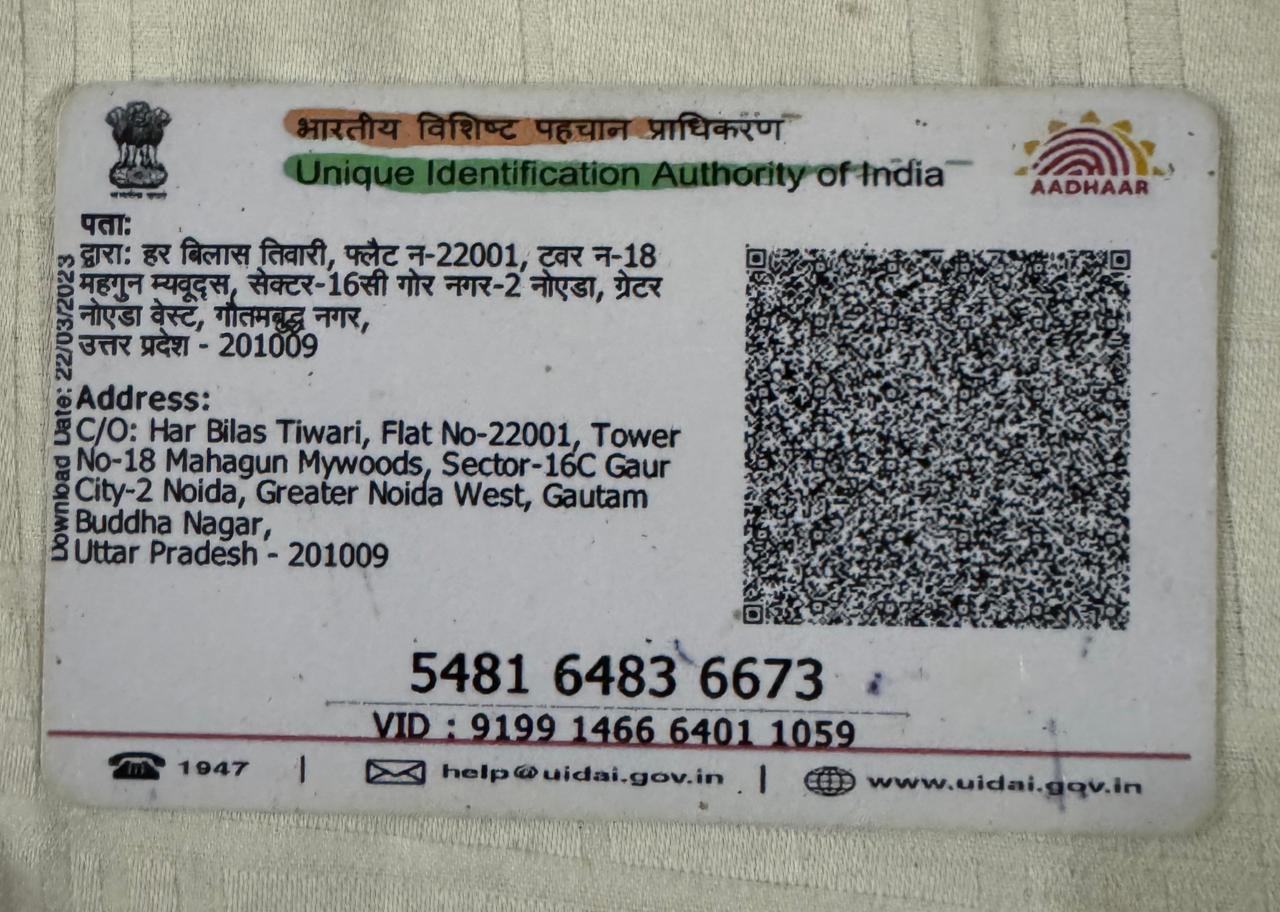 भारतीय विशिष्ट पहचान प्राधिकरण
Unique Identification Authority of India
AADHAAR
पता:
द्वारा: हर बिलास तिवारी, फ्लैट न-22001, टवर न-18
महगुन म्यवूद्स, सेक्टर-16सी गोर नगर-2 नोएडा, ग्रेटर
नोएडा वेस्ट, गौतमबुद्ध नगर,
उत्तर प्रदेश - 201009
Download Date: 22/03/2023
Address:
C/O: Har Bilas Tiwari, Flat No-22001, Tower
No-18 Mahagun Mywoods, Sector-16C Gaur
City-2 Noida, Greater Noida West, Gautam
Buddha Nagar,
Uttar Pradesh - 201009
5481 6483 6673
VID : 9199 1466 6401 1059
1947 | help@uidai.gov.in | www.uidai.gov.in